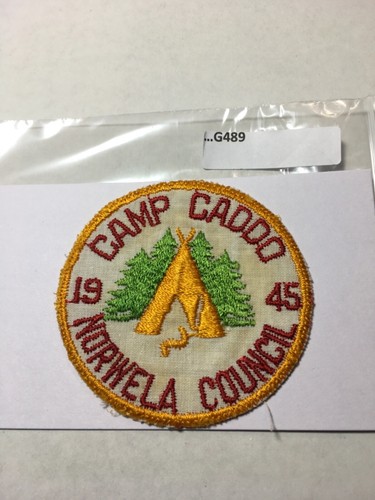 ...G489
CAMP CADDO
19 45
NORWELA COUNCIL